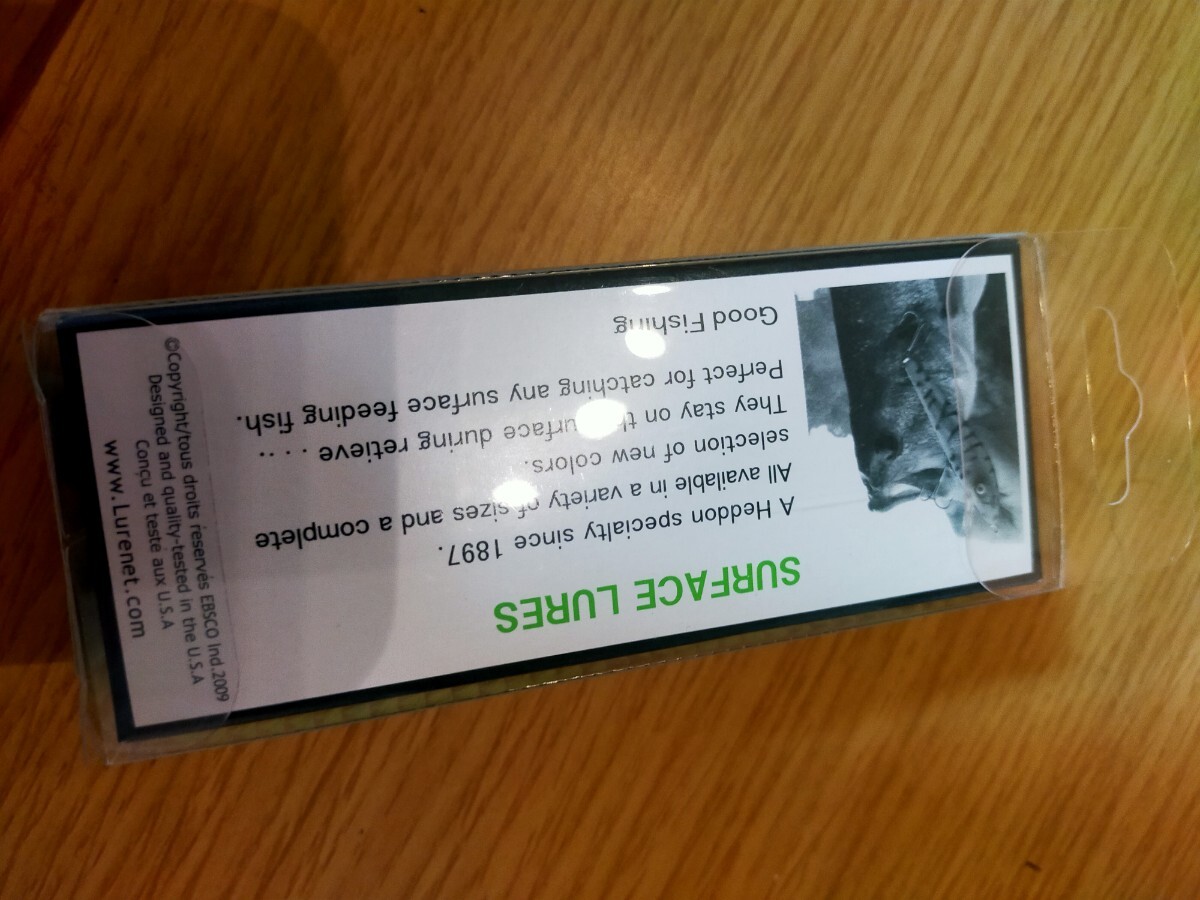 SURFACE LURES
A Heddon specialty since 1897.
All available in a variety of sizes and a complete
selection of new colors.
They stay on the surface during retieve . . . .
Perfect for catching any surface feeding fish.
Good Fishing
©Copyright/tous droits réservés EBSCO Ind.2009
Designed and quality-tested in the U.S.A
Conçu et teste aux U.S.A
www.Lurenet.com